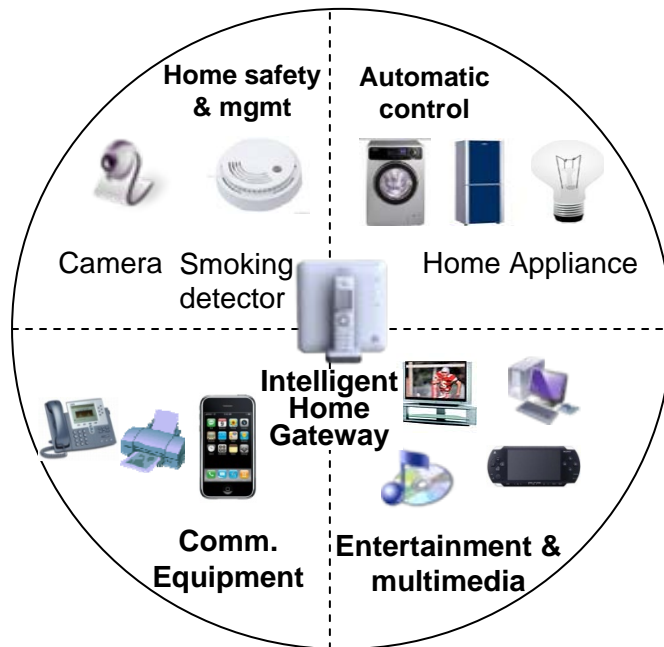 Home safety
& mgmt
Automatic
control
Camera
Smoking
detector
Home Appliance
Intelligent
Home
Gateway
Comm.
Equipment
Entertainment &
multimedia